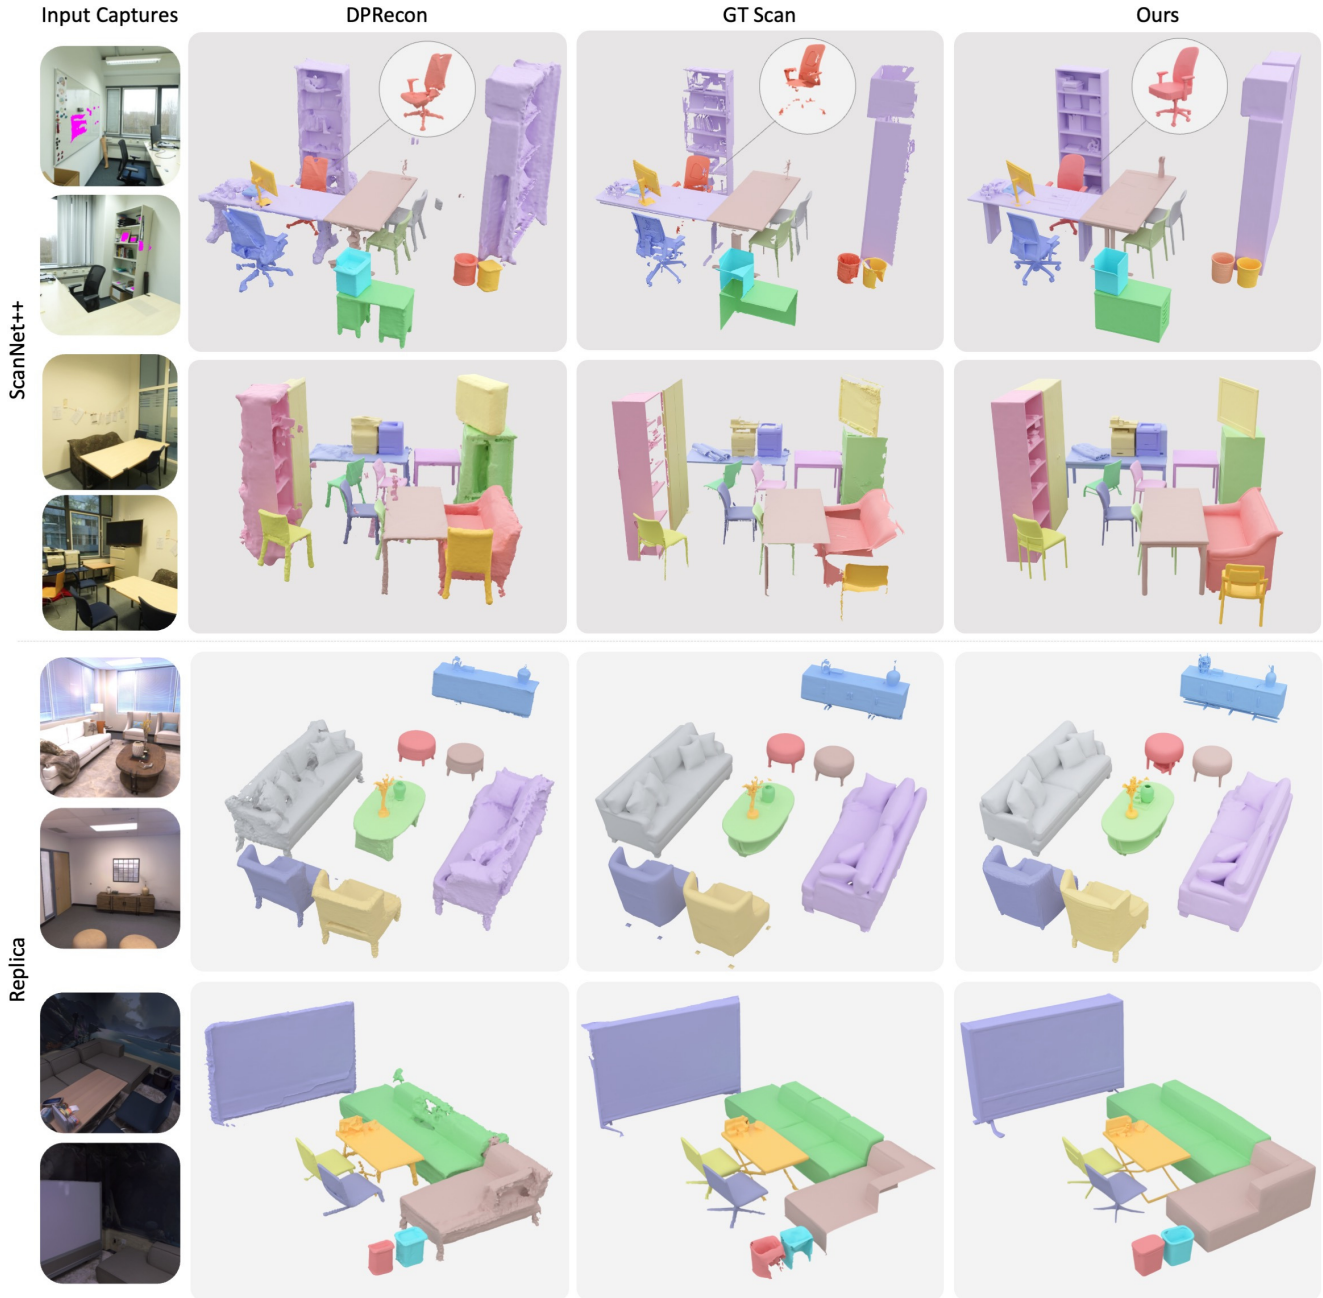 Input Captures
DPRecon
GT Scan
Ours
ScanNet++
Replica